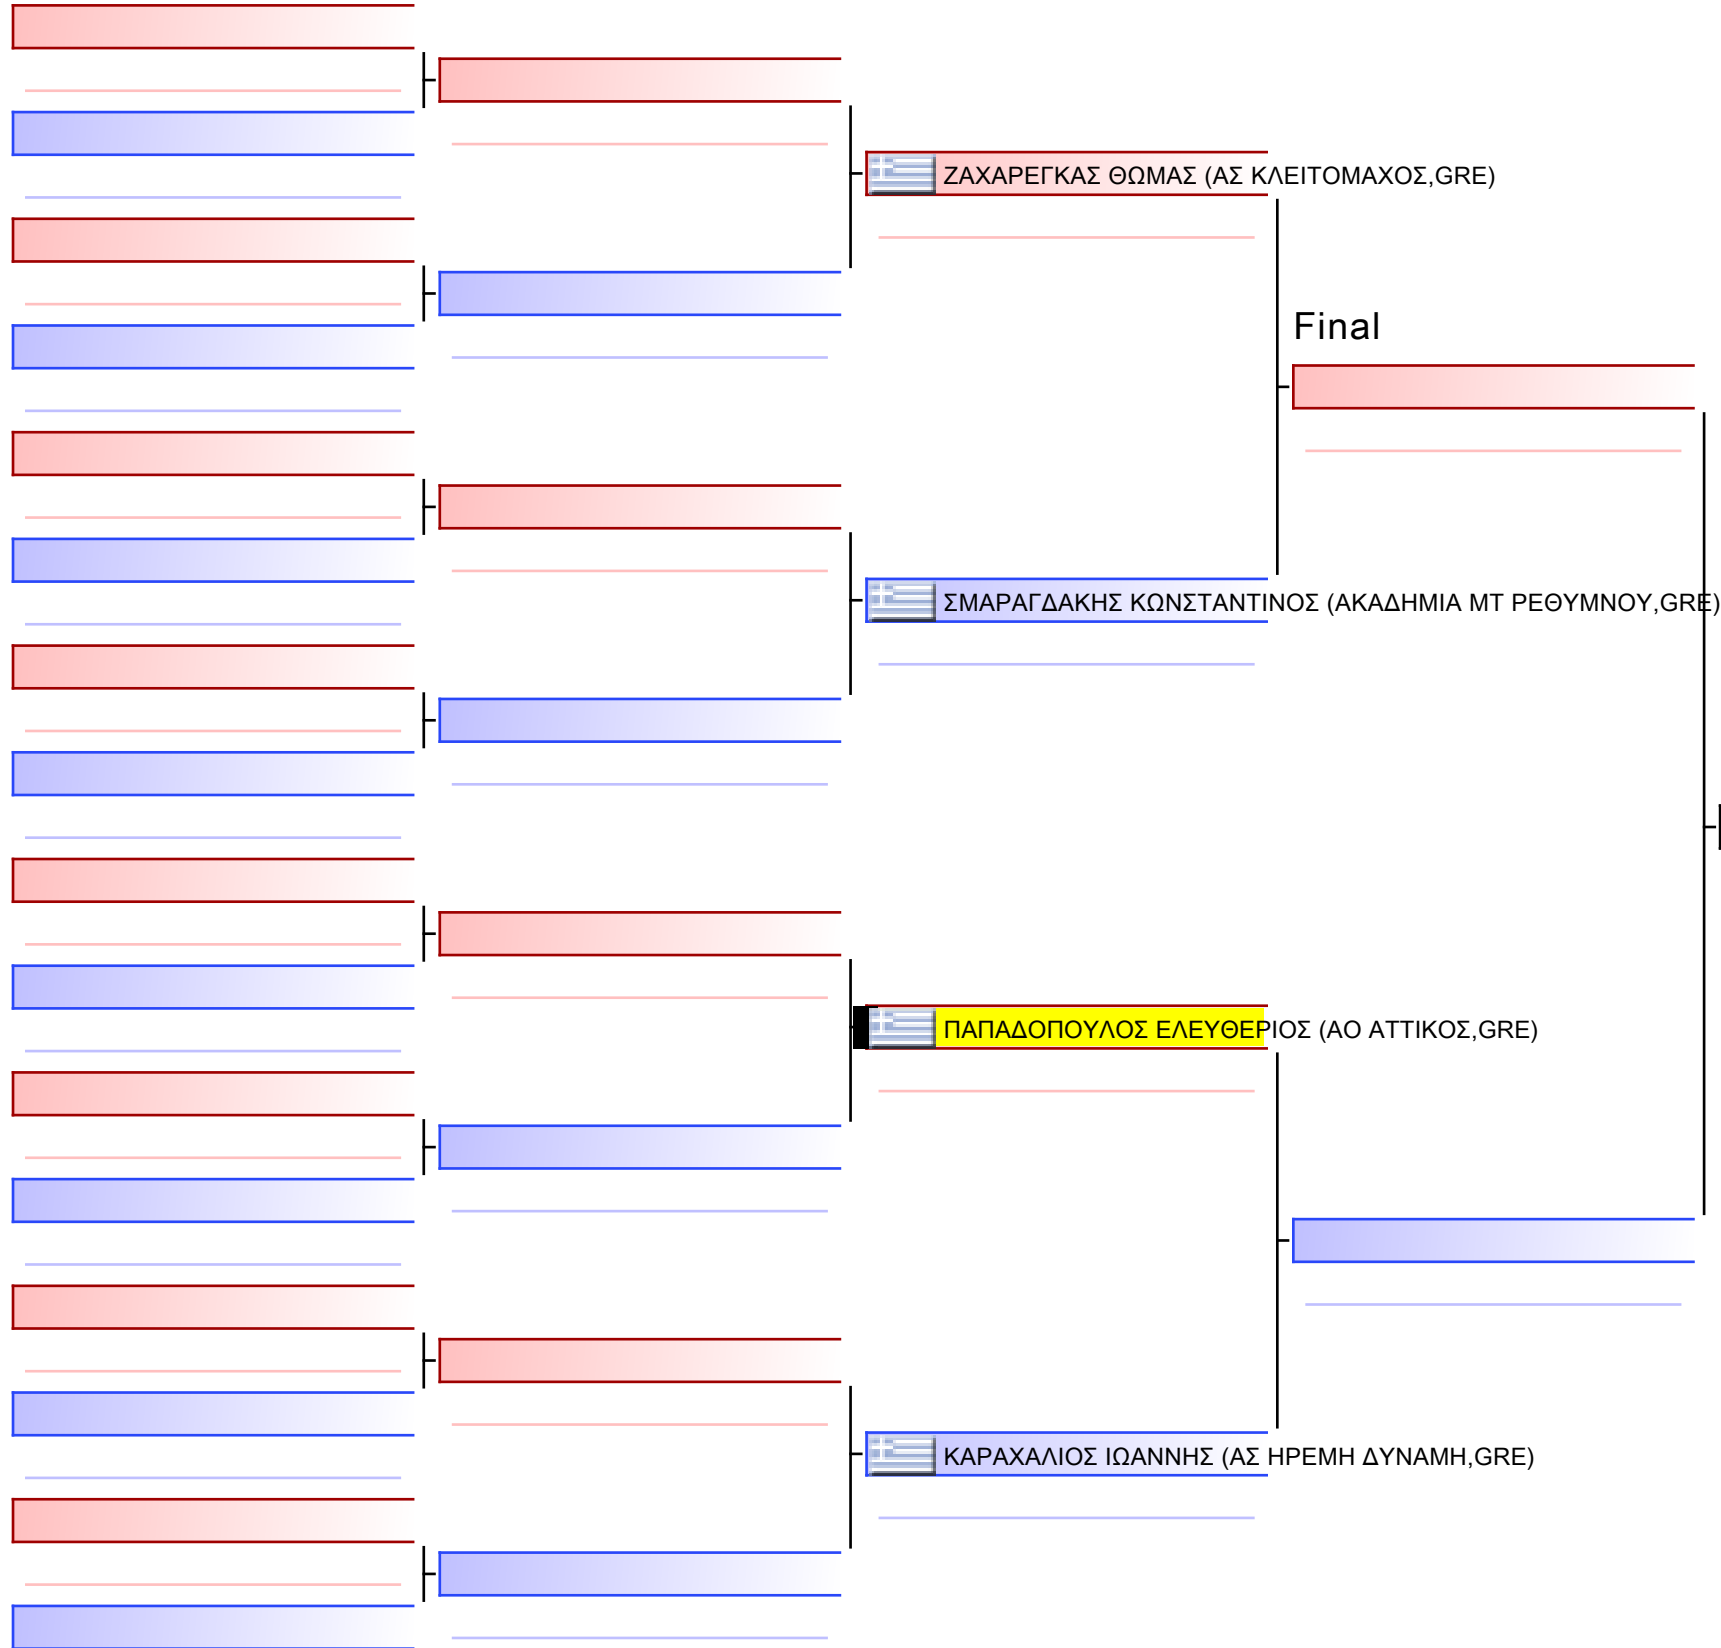 ΖΑΧΑΡΕΓΚΑΣ ΘΩΜΑΣ (ΑΣ ΚΛΕΙΤΟΜΑΧΟΣ,GRE)
Final
ΣΜΑΡΑΓΔΑΚΗΣ ΚΩΝΣΤΑΝΤΙΝΟΣ (ΑΚΑΔΗΜΙΑ ΜΤ ΡΕΘΥΜΝΟΥ,GRE)
ΠΑΠΑΔΟΠΟΥΛΟΣ ΕΛΕΥΘΕΡΙΟΣ (ΑΟ ΑΤΤΙΚΟΣ,GRE)
ΚΑΡΑΧΑΛΙΟΣ ΙΩΑΝΝΗΣ (ΑΣ ΗΡΕΜΗ ΔΥΝΑΜΗ,GRE)